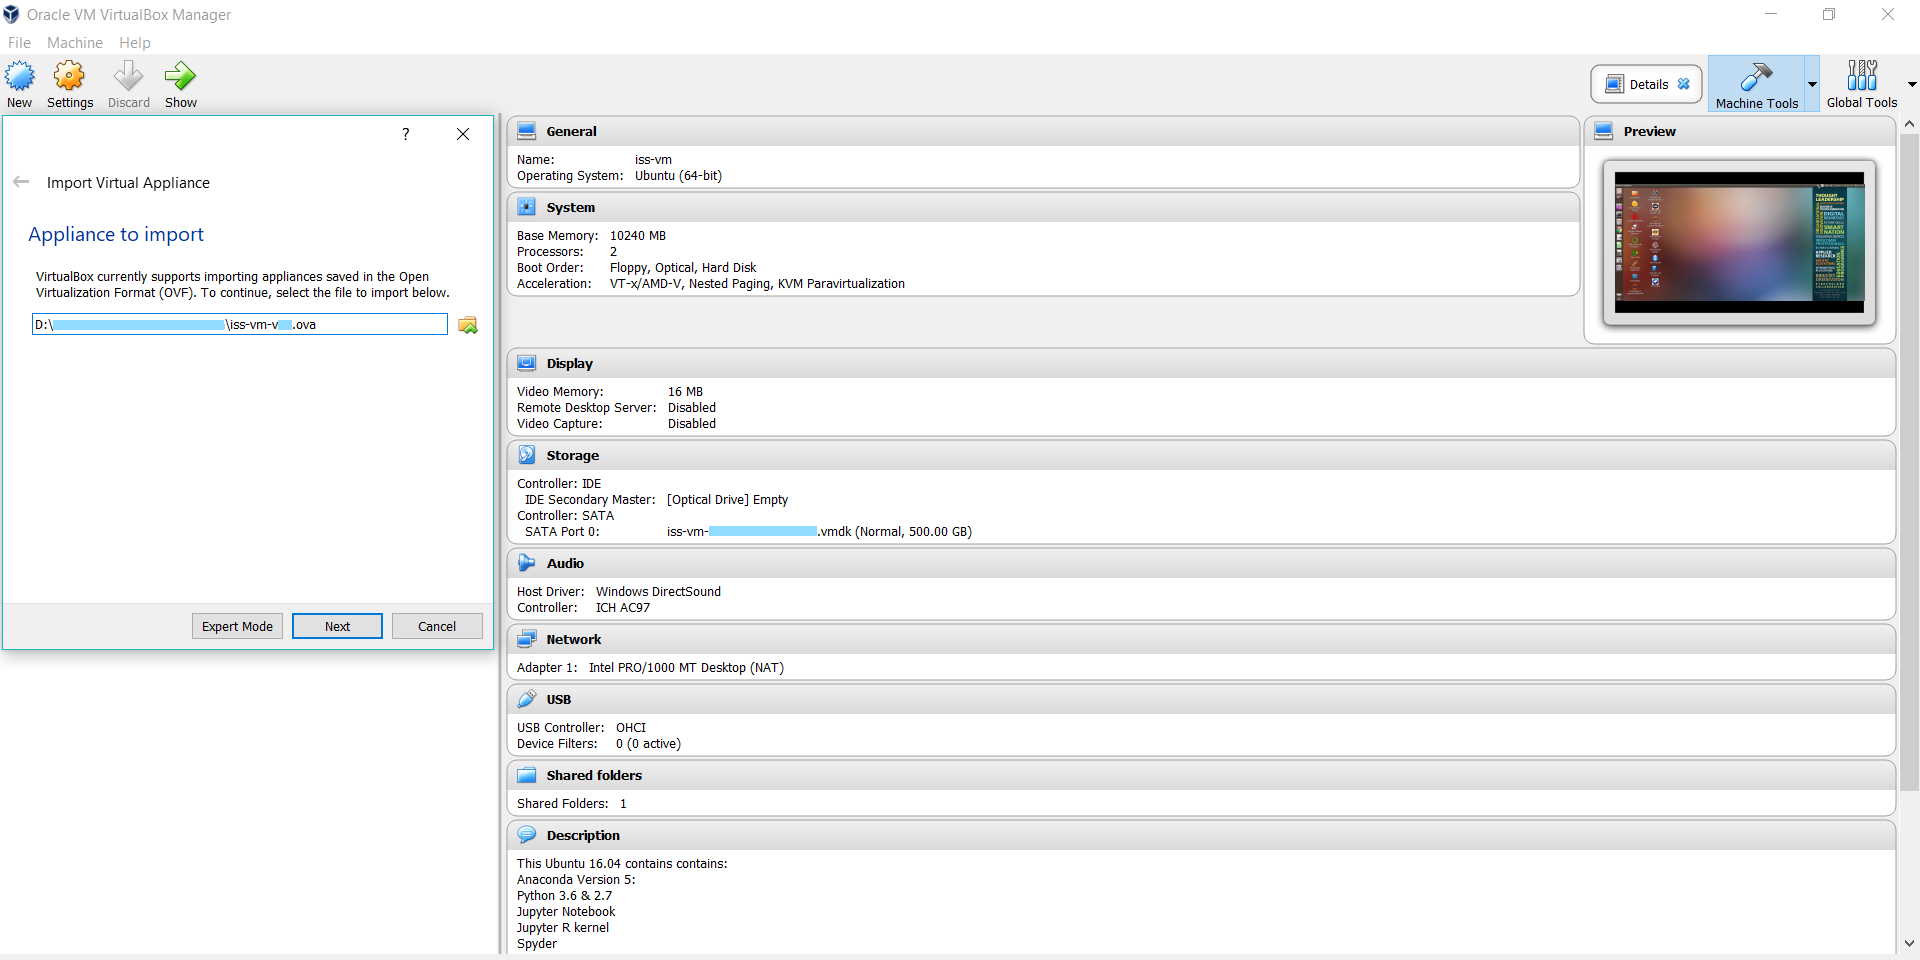 Oracle VM VirtualBox Manager
File Machine Help
New Settings Discard Show
Details Machine Tools Global Tools
?
Import Virtual Appliance
Appliance to import
VirtualBox currently supports importing appliances saved in the Open
Virtualization Format (OVF). To continue, select the file to import below.
D:\ \iss-vm-v .ova
Expert Mode Next Cancel
General
Name: iss-vm
Operating System: Ubuntu (64-bit)
System
Base Memory: 10240 MB
Processors: 2
Boot Order: Floppy, Optical, Hard Disk
Acceleration: VT-x/AMD-V, Nested Paging, KVM Paravirtualization
Preview
THOUGHT
LEADERSHIP
DIGITAL
SMART
NATION
APPLIED
RESEARCH
Display
Video Memory: 16 MB
Remote Desktop Server: Disabled
Video Capture: Disabled
Storage
Controller: IDE
IDE Secondary Master: [Optical Drive] Empty
Controller: SATA
SATA Port 0: iss-vm- .vmdk (Normal, 500.00 GB)
Audio
Host Driver: Windows DirectSound
Controller: ICH AC97
Network
Adapter 1: Intel PRO/1000 MT Desktop (NAT)
USB
USB Controller: OHCI
Device Filters: 0 (0 active)
Shared folders
Shared Folders: 1
Description
This Ubuntu 16.04 contains contains:
Anaconda Version 5:
Python 3.6 & 2.7
Jupyter Notebook
Jupyter R kernel
Spyder